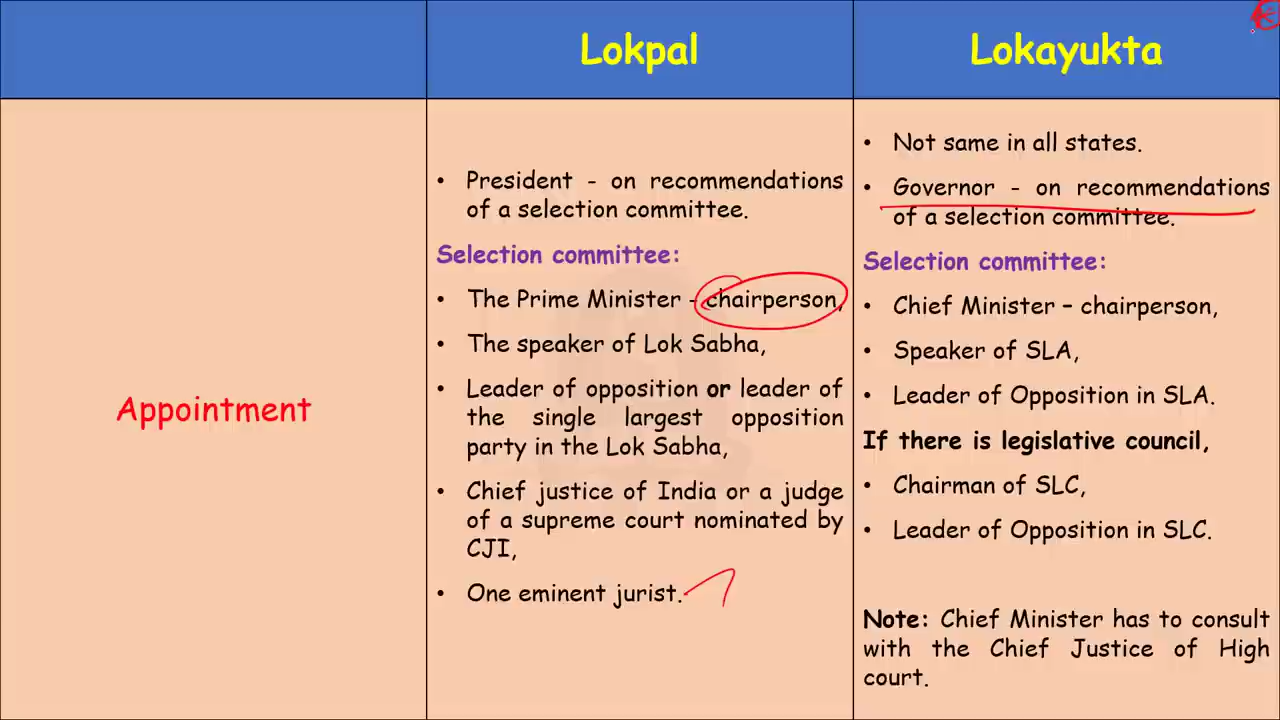 Lokpal
Lokayukta
Appointment
• President - on recommendations
of a selection committee.
Selection committee:
• The Prime Minister - chairperson,
• The speaker of Lok Sabha,
• Leader of opposition or leader of
the single largest opposition
party in the Lok Sabha,
• Chief justice of India or a judge
of a supreme court nominated by
CJI,
• One eminent jurist.
• Not same in all states.
• Governor - on recommendations
of a selection committee.
Selection committee:
• Chief Minister – chairperson,
• Speaker of SLA,
• Leader of Opposition in SLA.
If there is legislative council,
• Chairman of SLC,
• Leader of Opposition in SLC.
Note: Chief Minister has to consult
with the Chief Justice of High
court.